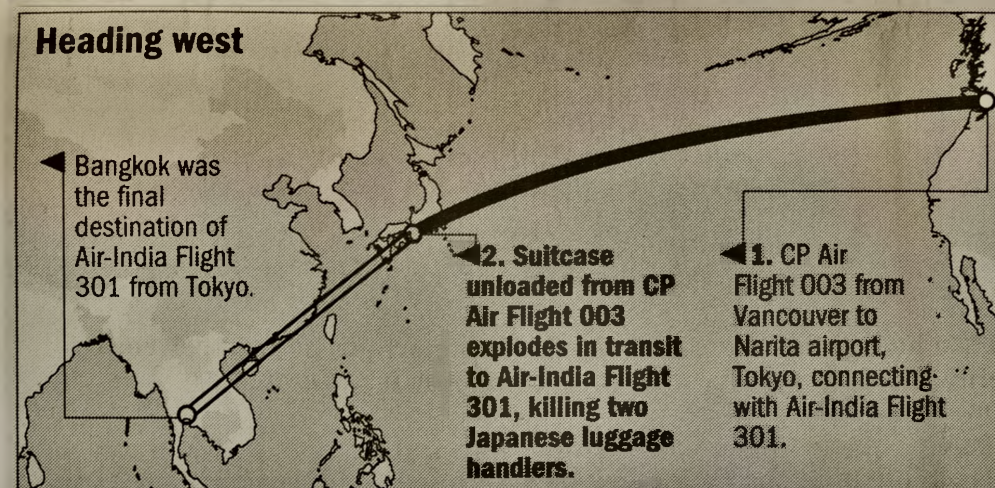 Heading west
Bangkok was
the final
destination of
Air-India Flight
301 from Tokyo.
2. Suitcase
unloaded from CP
Air Flight 003
explodes in transit
to Air-India Flight
301, killing two
Japanese luggage
handlers.
1. CP Air
Flight 003 from
Vancouver to
Narita airport,
Tokyo, connecting
with Air-India Flight
301.